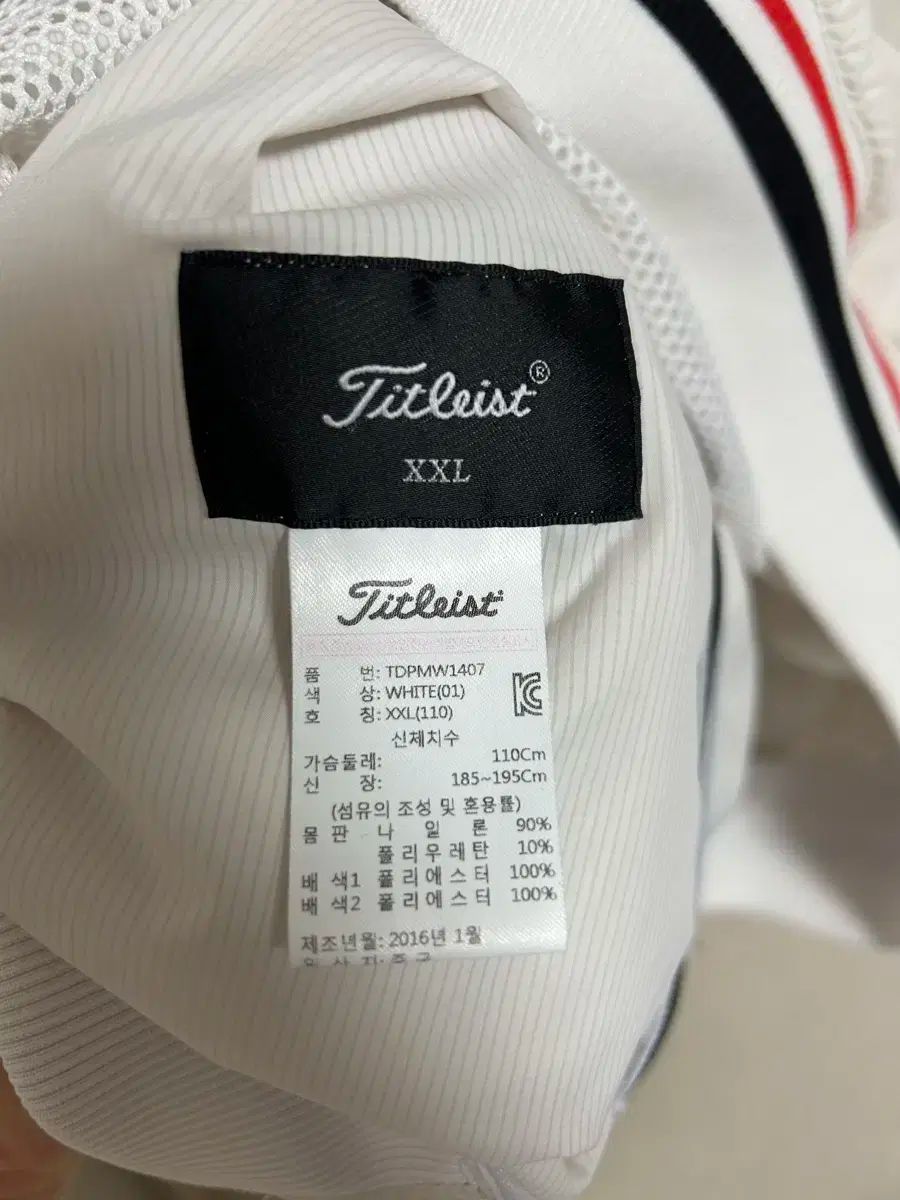 Titleist®
XXL
Titleist
품 번: TDPMW1407
색 상: WHITE(01)
호 칭: XXL(110)
신체치수
가슴둘레: 110Cm
신 장: 185~195Cm
(섬유의 조성 및 혼용률)
몸 판 나 일 론 90%
폴 리 우 레 탄 10%
배 색1 폴 리 에 스 터 100%
배 색2 폴 리 에 스 터 100%
제조년월: 2016년 1월